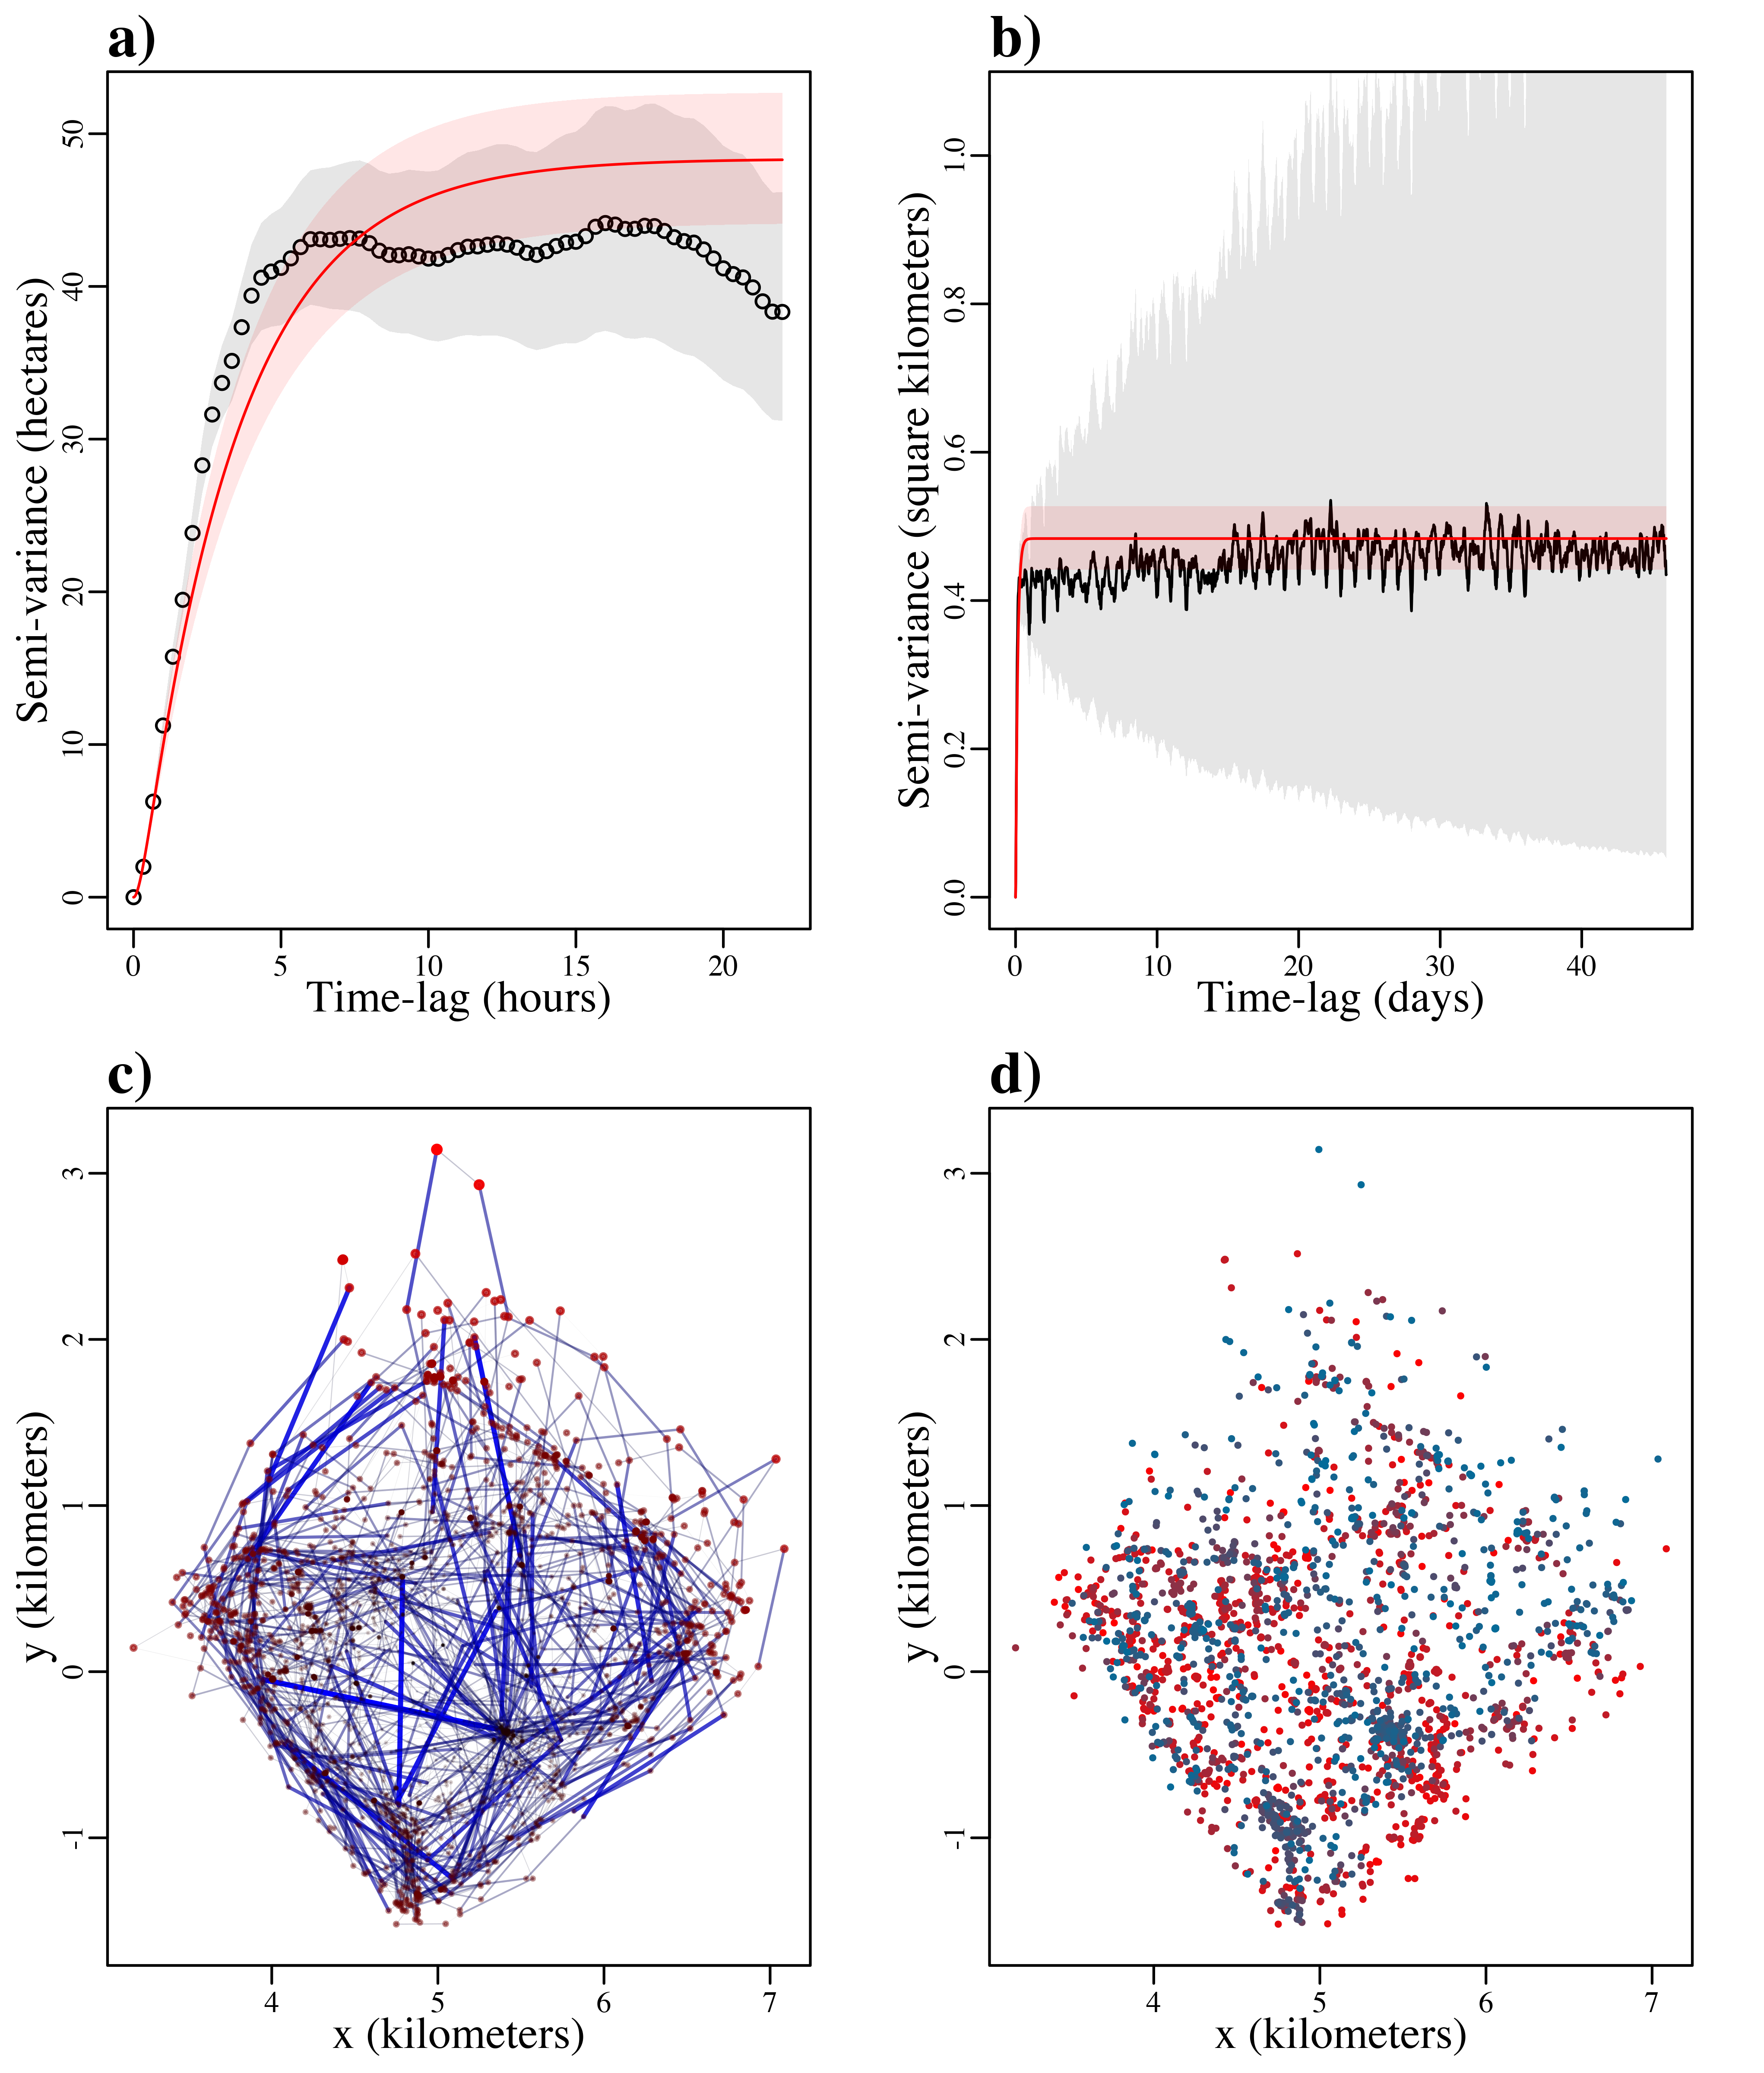 a)
Semi-variance (hectares)
50
40
30
20
10
0
0 5 10 15 20
Time-lag (hours)
b)
Semi-variance (square kilometers)
1.0
0.8
0.6
0.4
0.2
0.0
0 10 20 30 40
Time-lag (days)
c)
y (kilometers)
3
2
1
0
-1
4 5 6 7
x (kilometers)
d)
y (kilometers)
3
2
1
0
-1
4 5 6 7
x (kilometers)